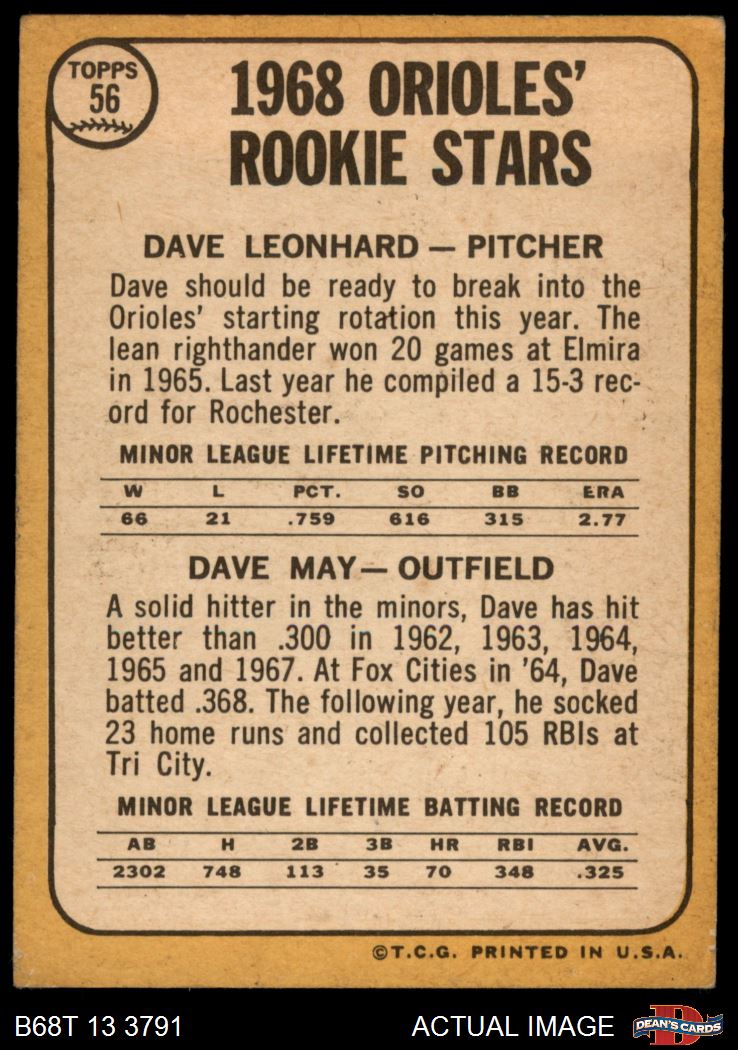 TOPPS
56
1968 ORIOLES'
ROOKIE STARS
DAVE LEONHARD — PITCHER
Dave should be ready to break into the
Orioles' starting rotation this year. The
lean righthander won 20 games at Elmira
in 1965. Last year he compiled a 15-3 rec-
ord for Rochester.
MINOR LEAGUE LIFETIME PITCHING RECORD
W L PCT. SO BB ERA
66 21 .759 616 315 2.77
DAVE MAY — OUTFIELD
A solid hitter in the minors, Dave has hit
better than .300 in 1962, 1963, 1964,
1965 and 1967. At Fox Cities in '64, Dave
batted .368. The following year, he socked
23 home runs and collected 105 RBIs at
Tri City.
MINOR LEAGUE LIFETIME BATTING RECORD
AB H 2B 3B HR RBI AVG.
2302 748 113 35 70 348 .325
©T.C.G. PRINTED IN U.S.A.
B68T 13 3791 ACTUAL IMAGE
D
DEAN'S CARDS